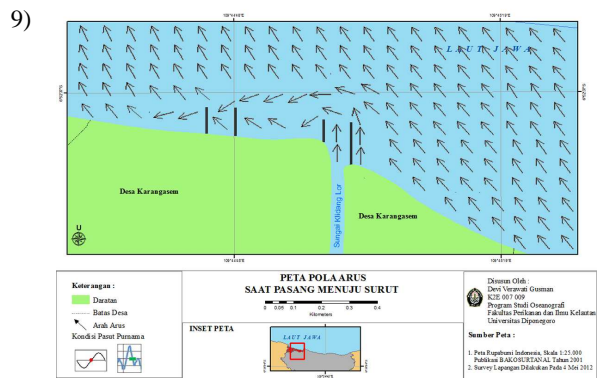 9)
LAUT JAWA
Desa Karangasem
Desa Karangasem
Sungai Klidang Lor
U
Keterangan :
Daratan
Batas Desa
Arah Arus
Kondisi Pasut Purnama
PETA POLA ARUS
SAAT PASANG MENUJU SURUT
0 0.05 0.1 0.2 0.3 0.4
Kilometers
INSET PETA
LAUT JAWA
Disusun Oleh :
Devi Verawati Gusman
K2E 007 009
Program Studi Oseanografi
Fakultas Perikanan dan Ilmu Kelautan
Universitas Diponegoro
Sumber Peta :
1. Peta Rupabumi Indonesia, Skala 1:25.000
Publikasi BAKOSURTANAL Tahun 2001
2. Survey Lapangan Dilakukan Pada 4 Mei 2012